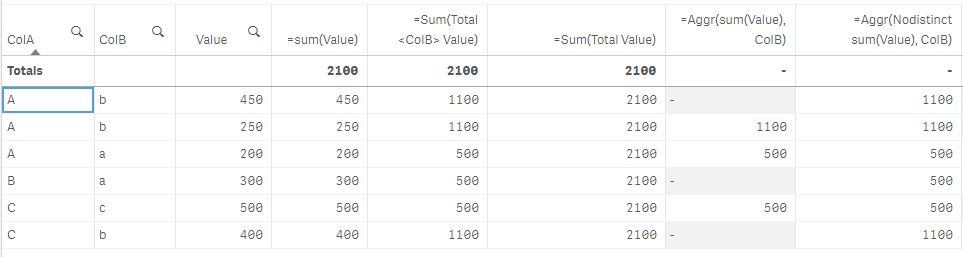 ColA ColB Value =sum(Value) =Sum(Total <ColB> Value) =Sum(Total Value) =Aggr(sum(Value), ColB) =Aggr(Nodistinct sum(Value), ColB)
Totals 2100 2100 2100 - -
A b 450 450 1100 2100 - 1100
A b 250 250 1100 2100 1100 1100
A a 200 200 500 2100 500 500
B a 300 300 500 2100 - 500
C c 500 500 500 2100 500 500
C b 400 400 1100 2100 - 1100